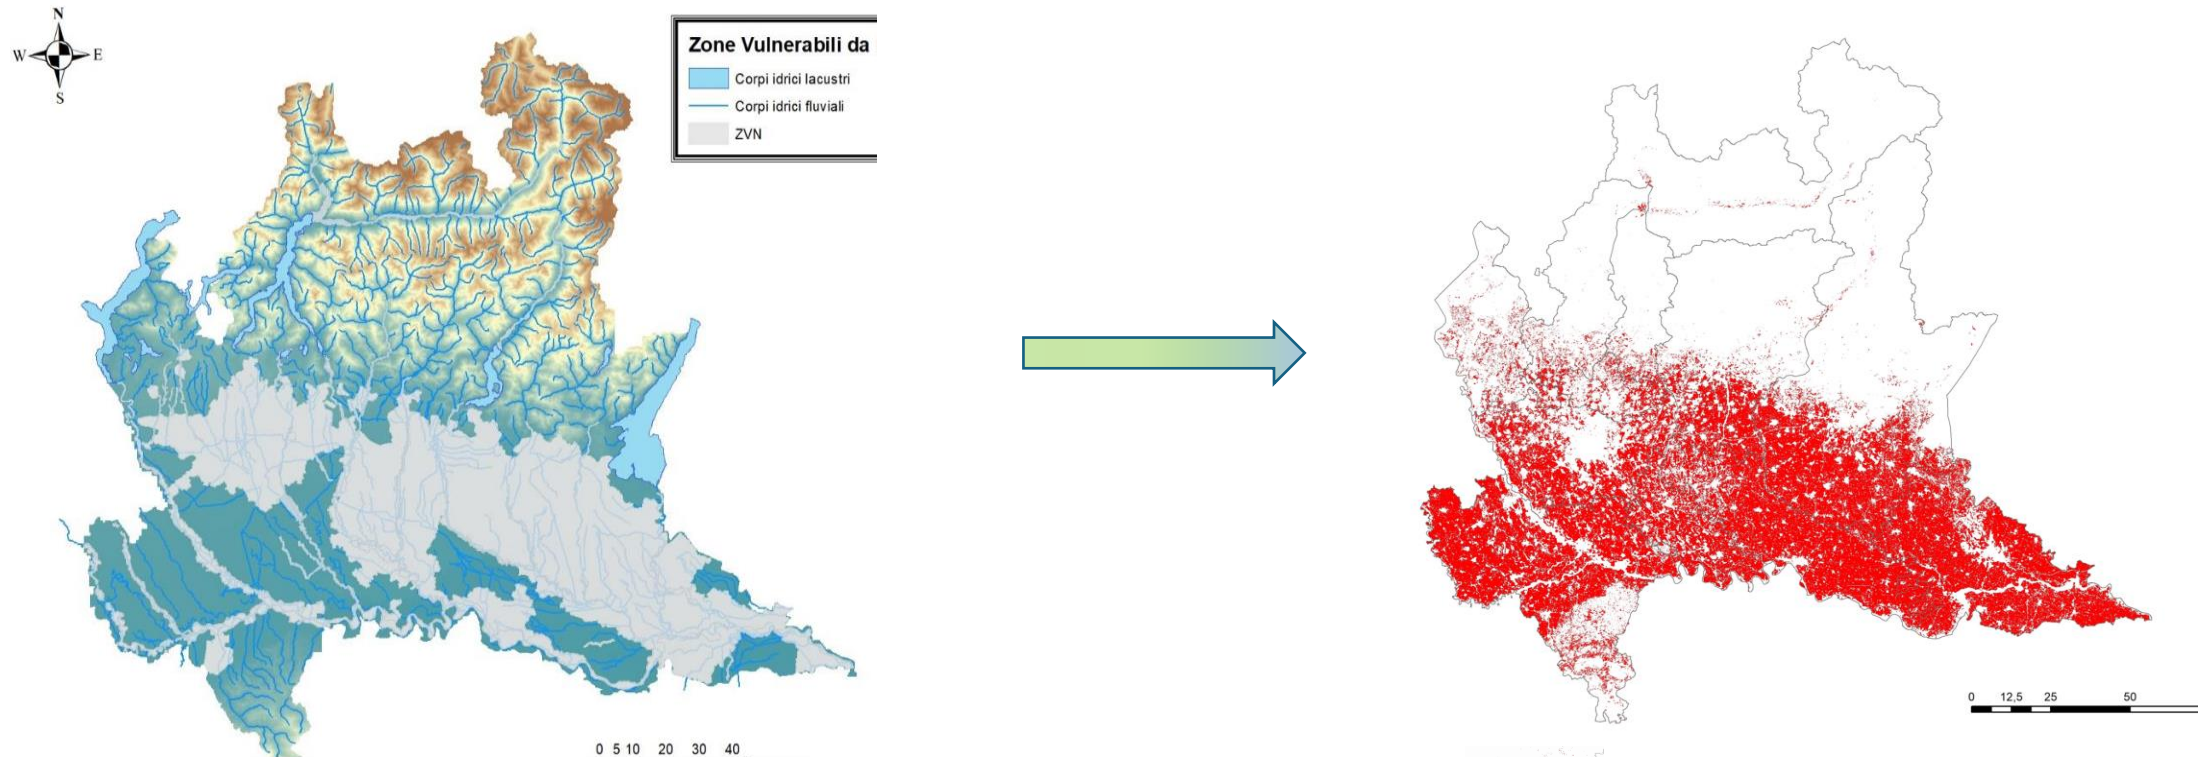 N
W E
S
Zone Vulnerabili da
Corpi idrici lacustri
Corpi idrici fluviali
ZVN
0 5 10 20 30 40
0 12,5 25 50